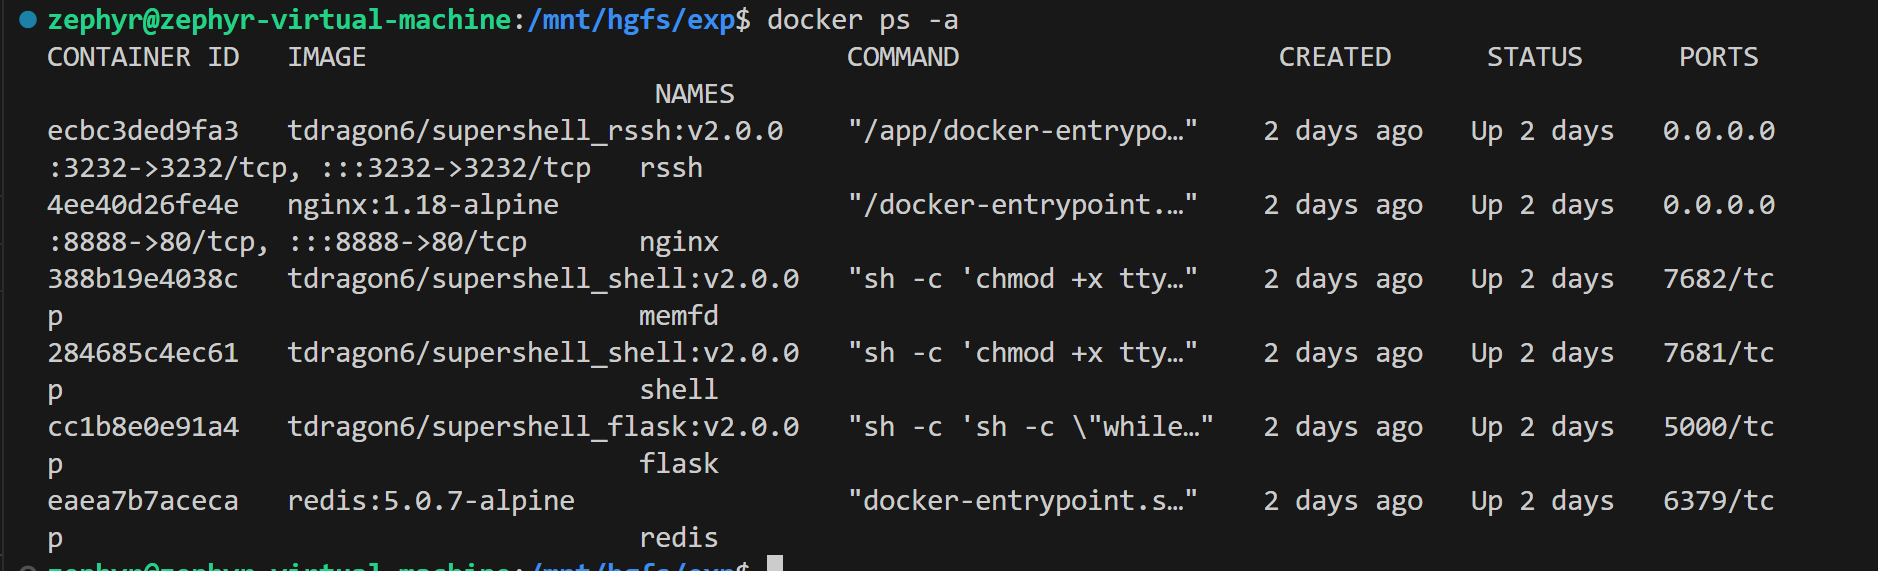 zephyr@zephyr-virtual-machine:/mnt/hgfs/exp$ docker ps -a
CONTAINER ID   IMAGE                              COMMAND                    CREATED      STATUS      PORTS
                                      NAMES
ecbc3ded9fa3   tdragon6/supershell_rssh:v2.0.0    "/app/docker-entrypo…"    2 days ago   Up 2 days   0.0.0.0
:3232->3232/tcp, :::3232->3232/tcp   rssh
4ee40d26fe4e   nginx:1.18-alpine                  "/docker-entrypoint.…"    2 days ago   Up 2 days   0.0.0.0
:8888->80/tcp, :::8888->80/tcp       nginx
388b19e4038c   tdragon6/supershell_shell:v2.0.0   "sh -c 'chmod +x tty…"    2 days ago   Up 2 days   7682/tc
p                                    memfd
284685c4ec61   tdragon6/supershell_shell:v2.0.0   "sh -c 'chmod +x tty…"    2 days ago   Up 2 days   7681/tc
p                                    shell
cc1b8e0e91a4   tdragon6/supershell_flask:v2.0.0   "sh -c 'sh -c \"while…"   2 days ago   Up 2 days   5000/tc
p                                    flask
eaea7b7aceca   redis:5.0.7-alpine                 "docker-entrypoint.s…"    2 days ago   Up 2 days   6379/tc
p                                    redis
zephyr@zephyr-virtual-machine:/mnt/hgfs/exp$